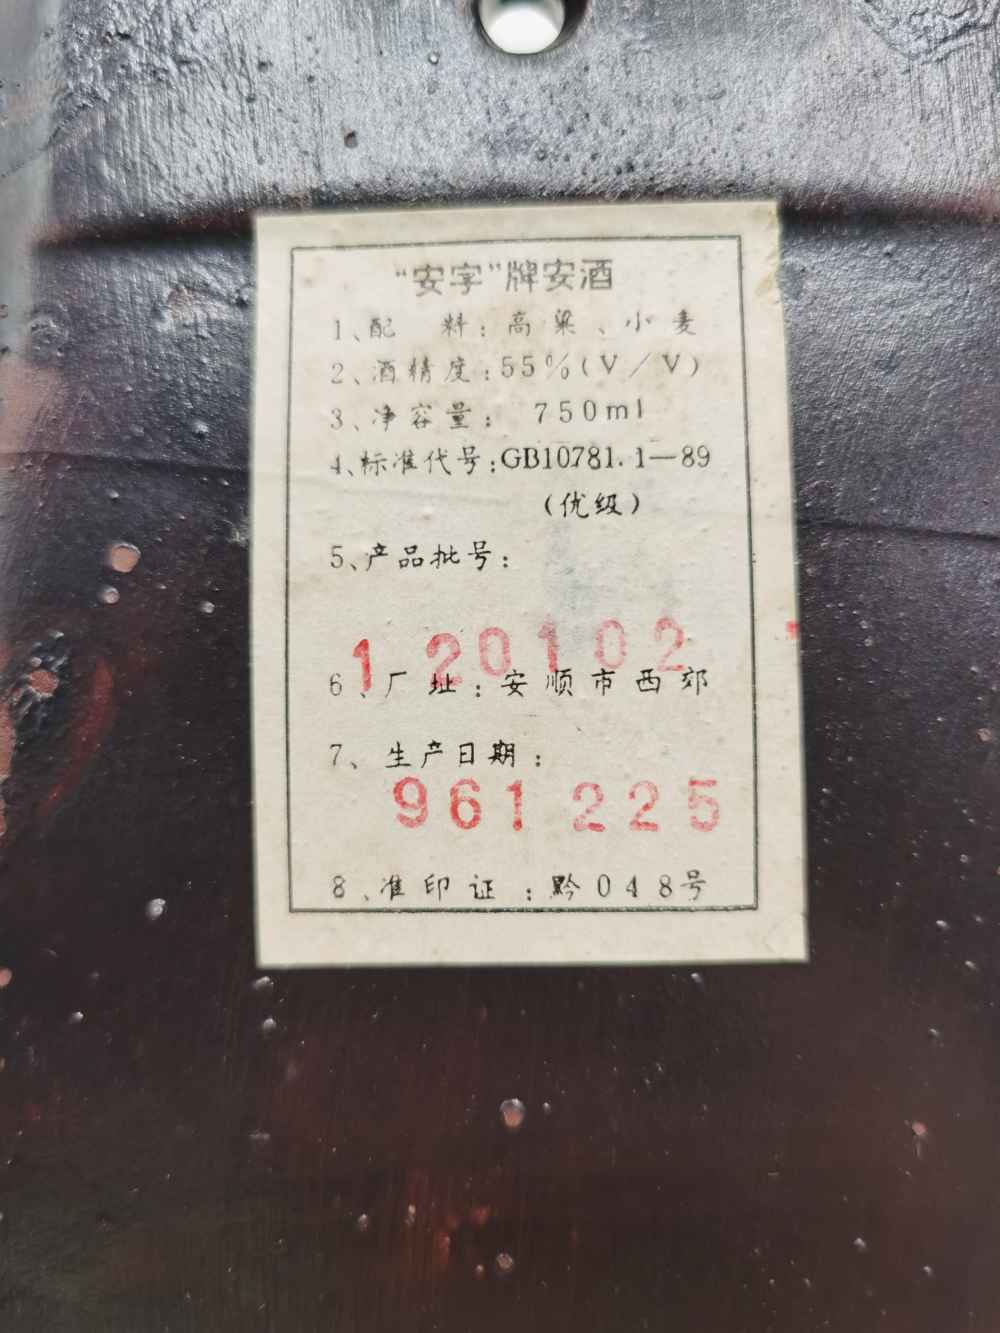 “安字”牌安酒
1、配 料：高粱、小麦
2、酒精度：55％(V／V)
3、净容量： 750ml
4、标准代号：GB10781.1—89
（优级）
5、产品批号：
120102
6、厂址：安顺市西郊
7、生产日期：
961225
8、准印证：黔048号